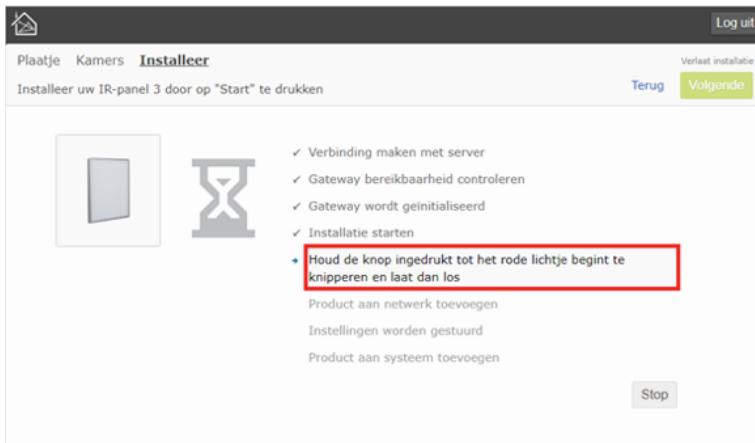 Log uit
Plaatje Kamers Installeer
Verlaat installatie
Installeer uw IR-panel 3 door op "Start" te drukken
Terug
Volgende
✓ Verbinding maken met server
✓ Gateway bereikbaarheid controleren
✓ Gateway wordt geinitialiseerd
✓ Installatie starten
Houd de knop ingedrukt tot het rode lichtje begint te
knipperen en laat dan los
Product aan netwerk toevoegen
Instellingen worden gestuurd
Product aan systeem toevoegen
Stop